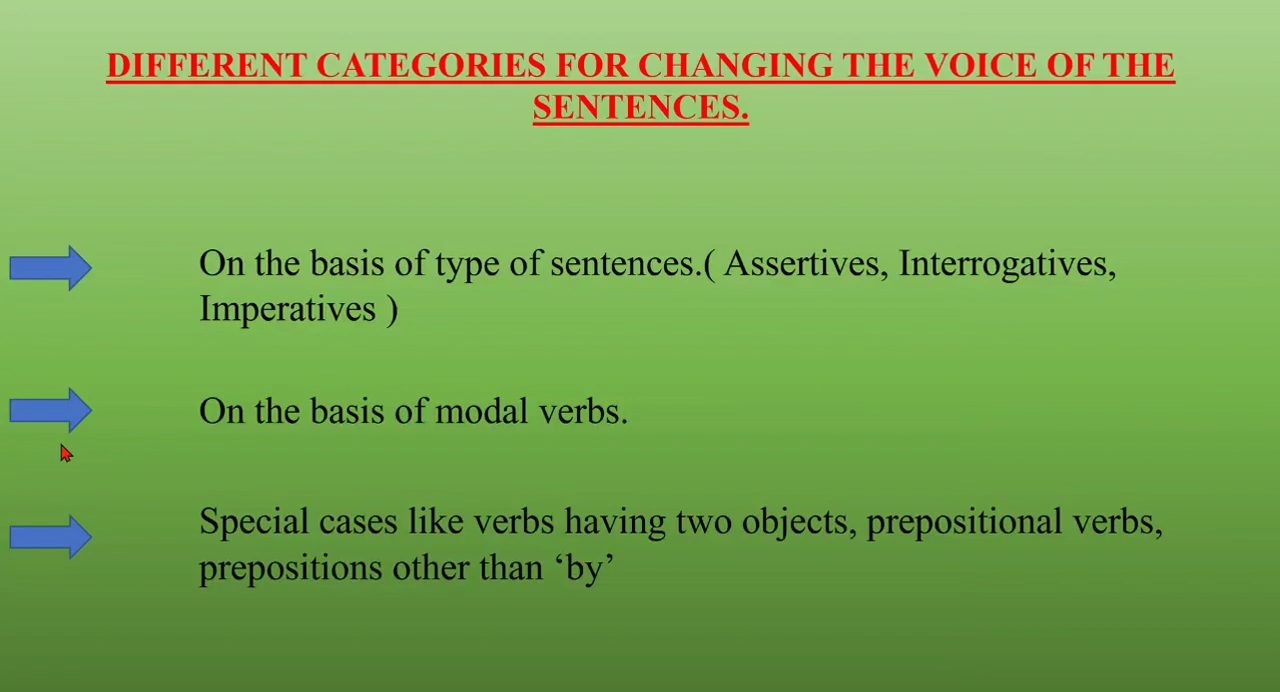 DIFFERENT CATEGORIES FOR CHANGING THE VOICE OF THE
SENTENCES.
On the basis of type of sentences.( Assertives, Interrogatives,
Imperatives )
On the basis of modal verbs.
Special cases like verbs having two objects, prepositional verbs,
prepositions other than ‘by’